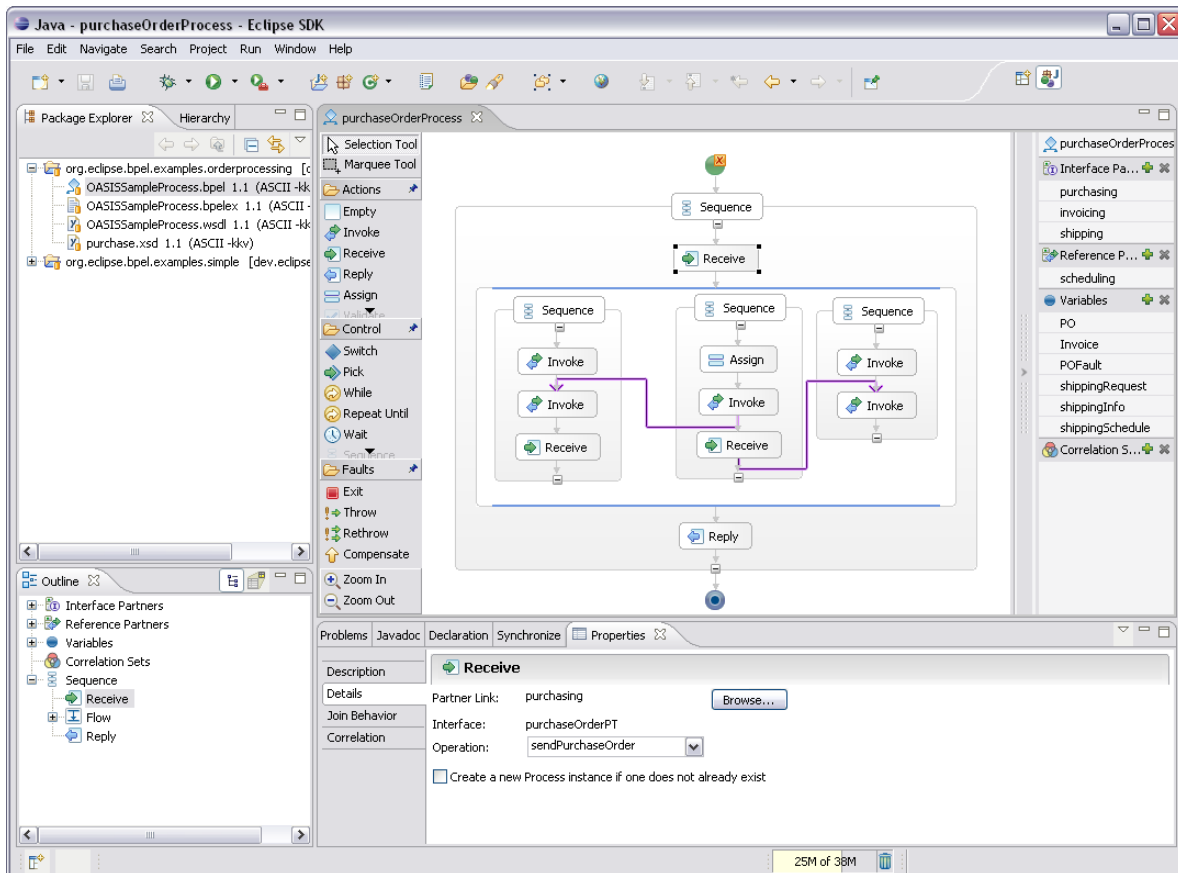 Java - purchaseOrderProcess - Eclipse SDK
File Edit Navigate Search Project Run Window Help
Package Explorer
Hierarchy
org.eclipse.bpel.examples.orderprocessing [c
OASISSampleProcess.bpel 1.1 (ASCII -kk
OASISSampleProcess.bpelex 1.1 (ASCII -
OASISSampleProcess.wsdl 1.1 (ASCII -kk
purchase.xsd 1.1 (ASCII -kkv)
org.eclipse.bpel.examples.simple [dev.eclipse
Outline
Interface Partners
Reference Partners
Variables
Correlation Sets
Sequence
Receive
Flow
Reply
purchaseOrderProcess
Selection Tool
Marquee Tool
Actions
Empty
Invoke
Receive
Reply
Assign
Validate
Control
Switch
Pick
While
Repeat Until
Wait
Sequence
Faults
Exit
Throw
Rethrow
Compensate
Zoom In
Zoom Out
Sequence
Receive
Sequence
Sequence
Sequence
Invoke
Assign
Invoke
Invoke
Invoke
Invoke
Receive
Receive
Reply
purchaseOrderProces
Interface Pa...
purchasing
invoicing
shipping
Reference P...
scheduling
Variables
PO
Invoice
POFault
shippingRequest
shippingInfo
shippingSchedule
Correlation S...
Problems Javadoc Declaration Synchronize Properties
Description
Details
Join Behavior
Correlation
Receive
Partner Link: purchasing Browse...
Interface: purchaseOrderPT
Operation: sendPurchaseOrder
Create a new Process instance if one does not already exist
25M of 38M